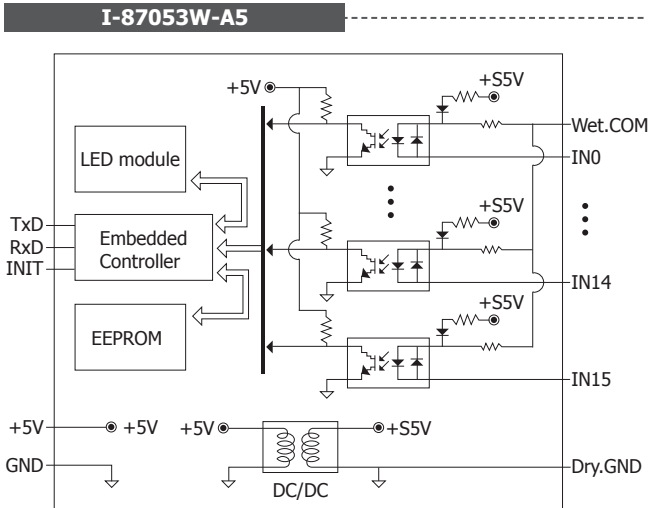 I-87053W-A5
+5V
+S5V
Wet.COM
LED module
IN0
TxD
RxD
INIT
Embedded
Controller
+S5V
IN14
EEPROM
+S5V
IN15
+5V
+5V
+5V
+S5V
GND
DC/DC
Dry.GND